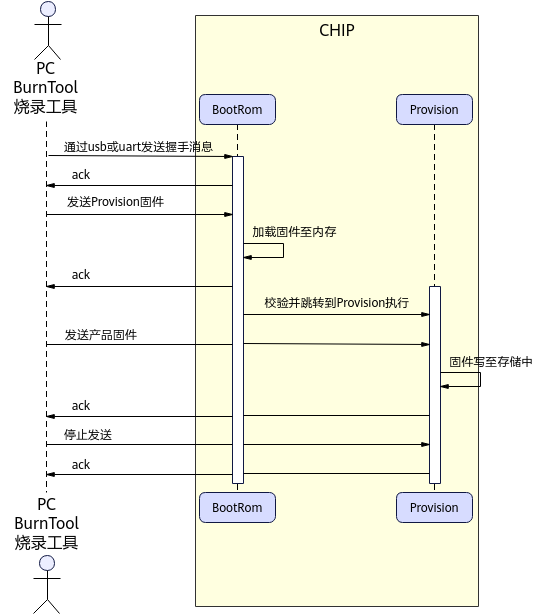 CHIP
PC
BurnTool
烧录工具
BootRom
Provision
通过usb或uart发送握手消息
ack
发送Provision固件
加载固件至内存
ack
校验并跳转到Provision执行
发送产品固件
固件写至存储中
ack
停止发送
ack
PC
BurnTool
烧录工具
BootRom
Provision